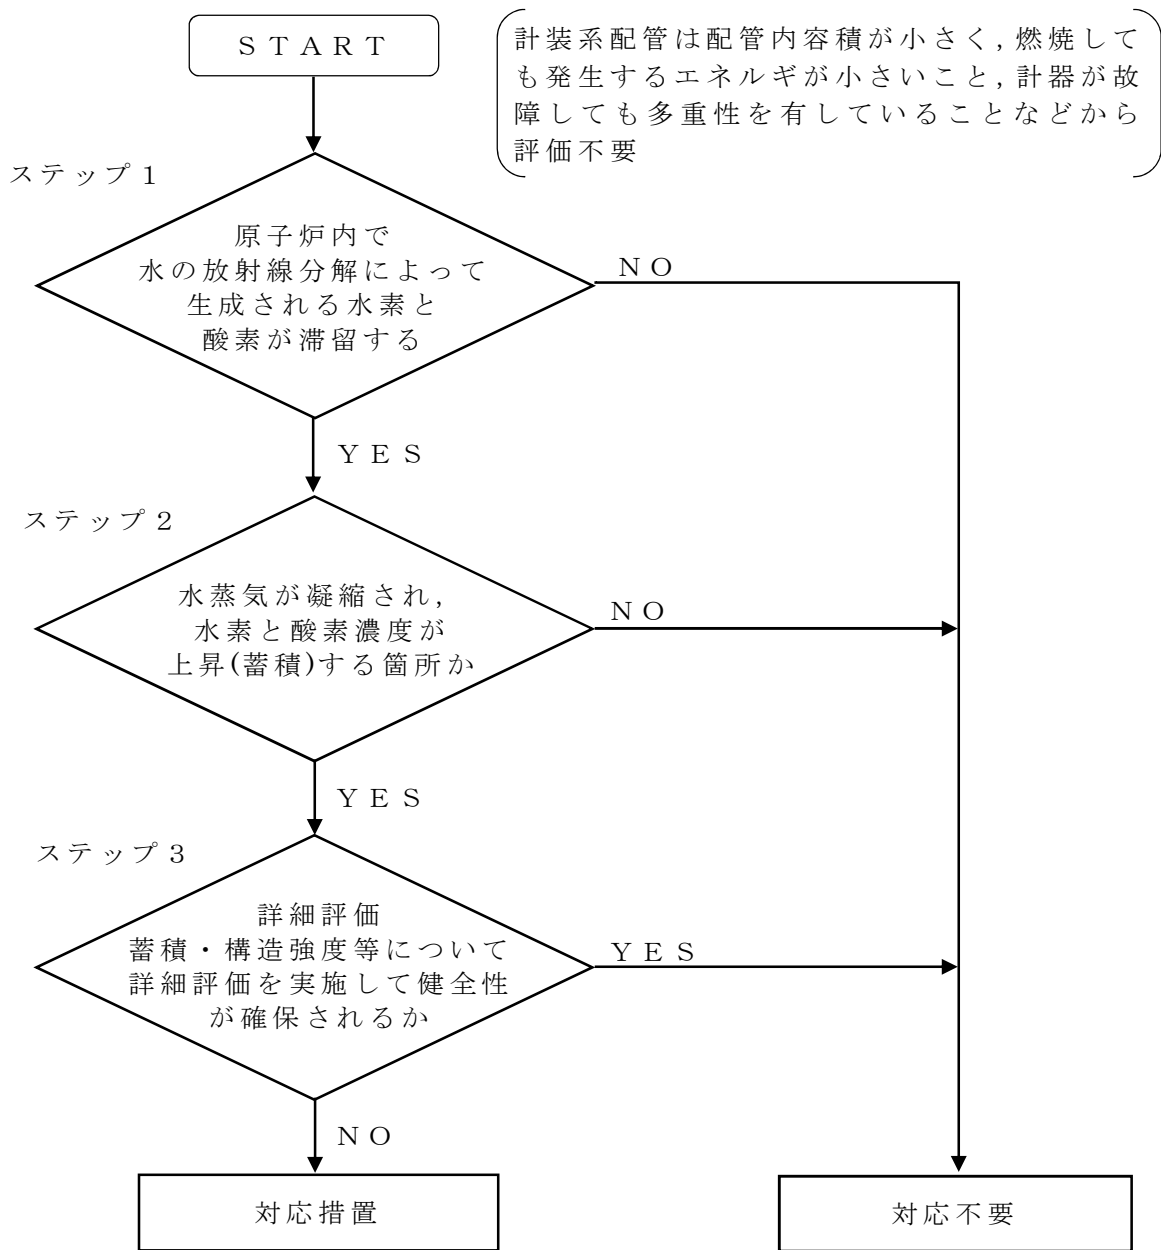 START
計装系配管は配管内容積が小さく,燃焼して
も発生するエネルギが小さいこと,計器が故
障しても多重性を有していることなどから
評価不要
ステップ1
原子炉内で
水の放射線分解によって
生成される水素と
酸素が滞留する
NO
YES
ステップ2
水蒸気が凝縮され,
水素と酸素濃度が
上昇(蓄積)する箇所か
NO
YES
ステップ3
詳細評価
蓄積・構造強度等について
詳細評価を実施して健全性
が確保されるか
YES
NO
対応措置
対応不要